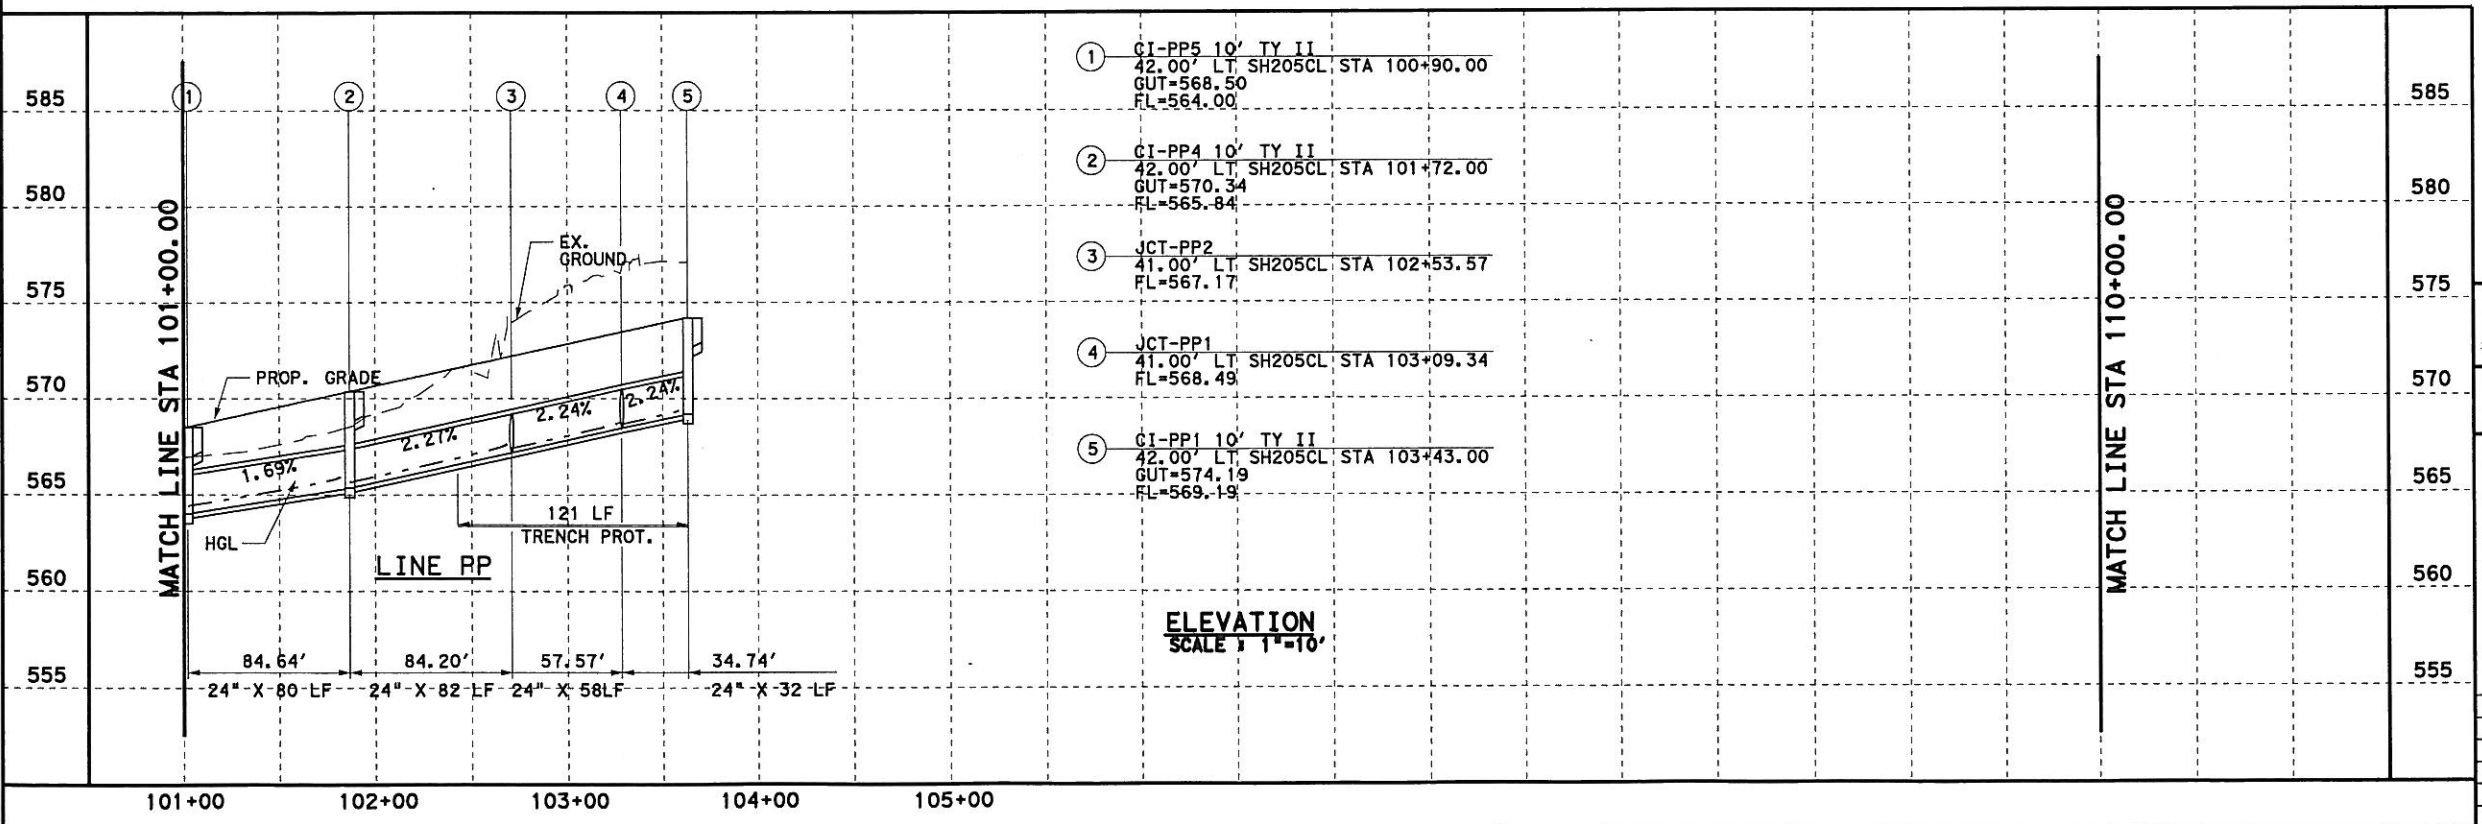 585
580
575
570
565
560
555
MATCH LINE STA 101+00.00
1
2
3
4
5
EX.
GROUND
PROP. GRADE
1.69%
2.27%
2.24%
2.24%
HGL
121 LF
TRENCH PROT.
LINE PP
84.64'
84.20'
57.57'
34.74'
24" X 80 LF
24" X 82 LF
24" X 58LF
24" X 32 LF
1
CI-PP5 10' TY II
42.00' LT SH205CL STA 100+90.00
GUT=568.50
FL=564.00
2
CI-PP4 10' TY II
42.00' LT SH205CL STA 101+72.00
GUT=570.34
FL=565.84
3
JCT-PP2
41.00' LT SH205CL STA 102+53.57
FL=567.17
4
JCT-PP1
41.00' LT SH205CL STA 103+09.34
FL=568.49
5
CI-PP1 10' TY II
42.00' LT SH205CL STA 103+43.00
GUT=574.19
FL=569.19
ELEVATION
SCALE : 1"=10'
MATCH LINE STA 110+00.00
585
580
575
570
565
560
555
101+00
102+00
103+00
104+00
105+00